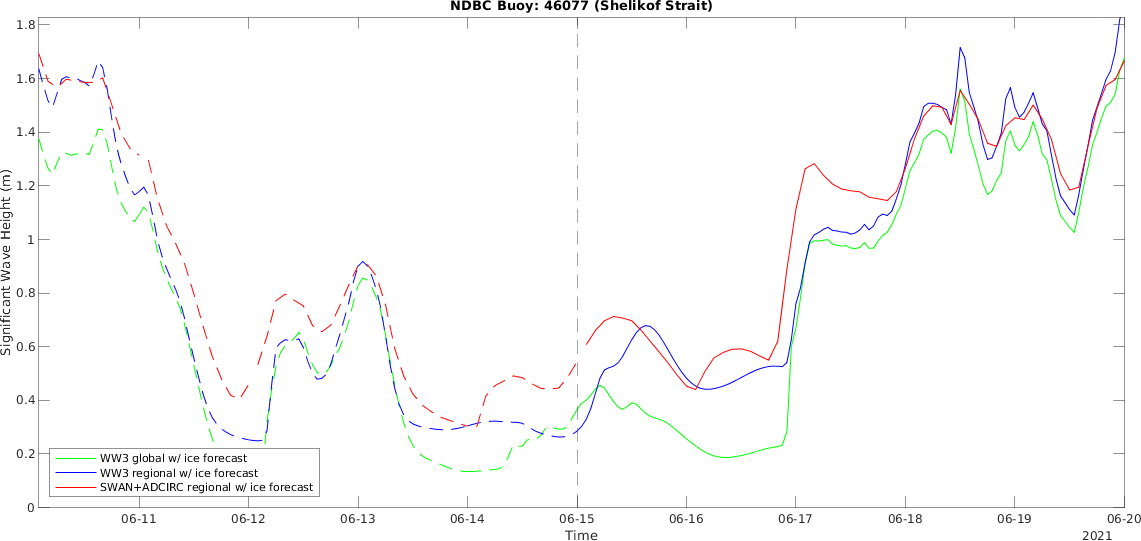 NDBC Buoy: 46077 (Shelikof Strait)
Significant Wave Height (m)
1.8
1.6
1.4
1.2
1
0.8
0.6
0.4
0.2
0
WW3 global w/ ice forecast
WW3 regional w/ ice forecast
SWAN+ADCIRC regional w/ ice forecast
06-11 06-12 06-13 06-14 06-15 06-16 06-17 06-18 06-19 06-20
Time
2021